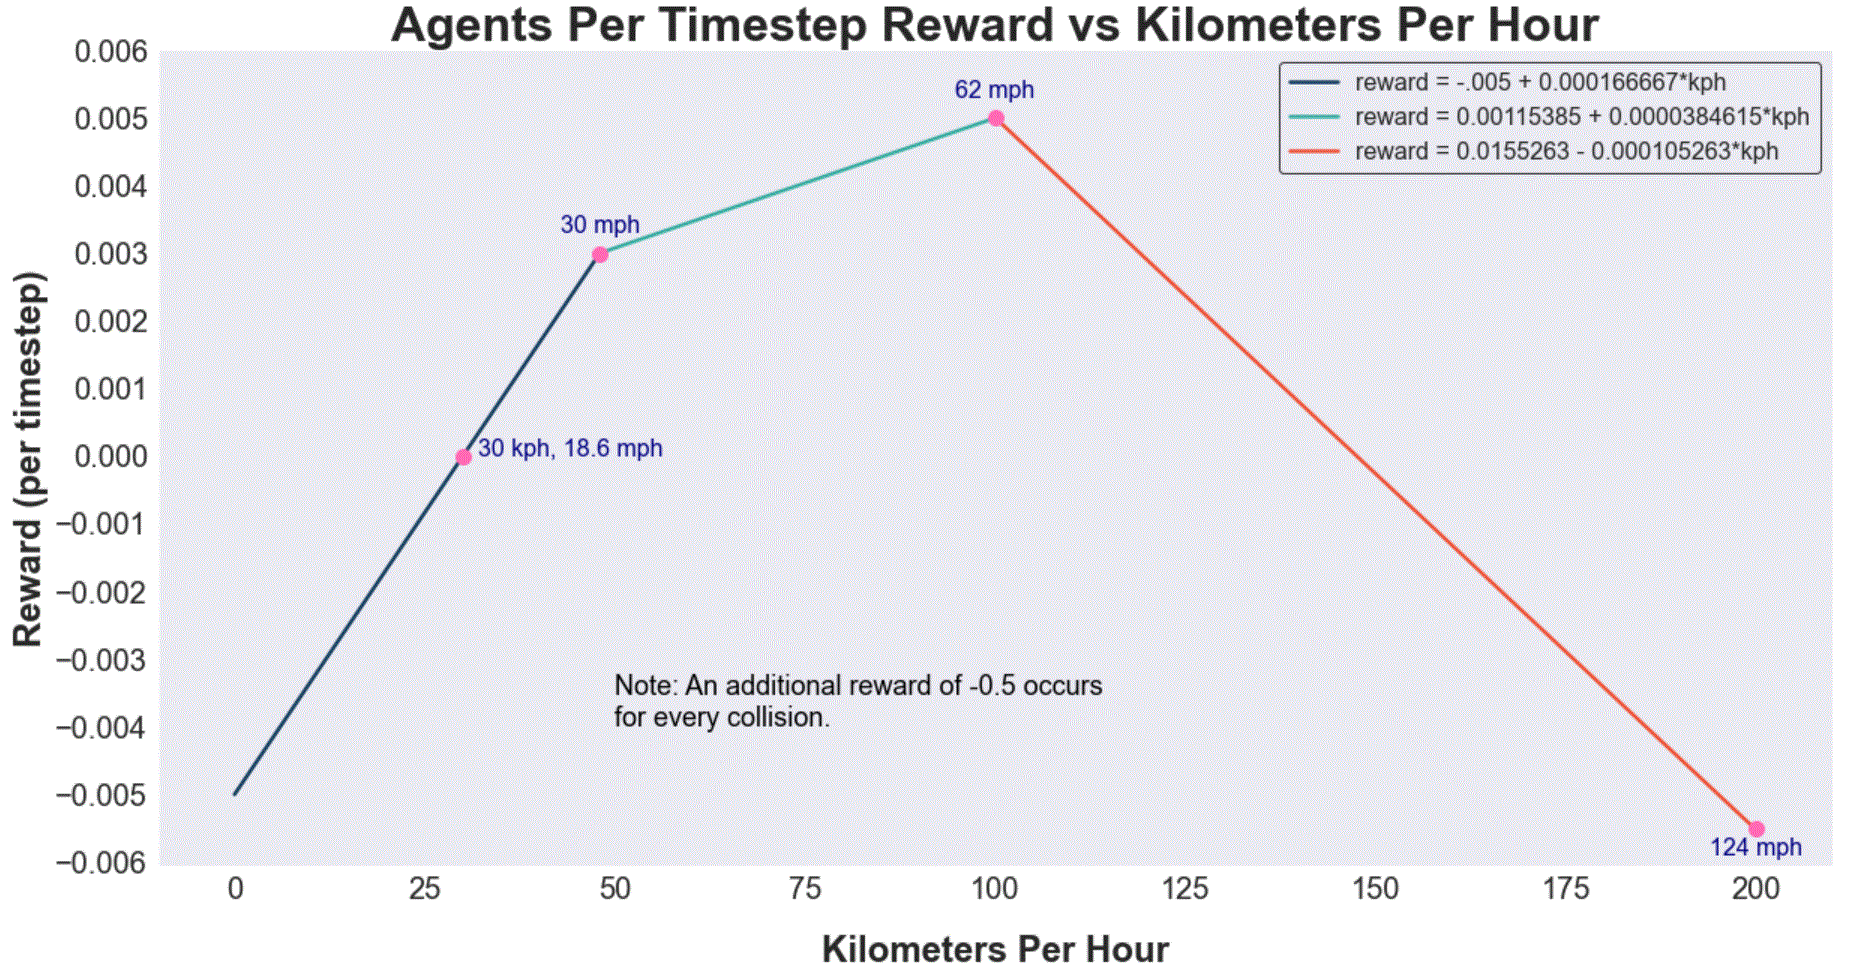 Agents Per Timestep Reward vs Kilometers Per Hour
reward = -.005 + 0.000166667*kph
reward = 0.00115385 + 0.0000384615*kph
reward = 0.0155263 - 0.000105263*kph
Reward (per timestep)
0.006
0.005
0.004
0.003
0.002
0.001
0.000
−0.001
−0.002
−0.003
−0.004
−0.005
−0.006
62 mph
30 mph
30 kph, 18.6 mph
Note: An additional reward of -0.5 occurs
for every collision.
124 mph
0 25 50 75 100 125 150 175 200
Kilometers Per Hour